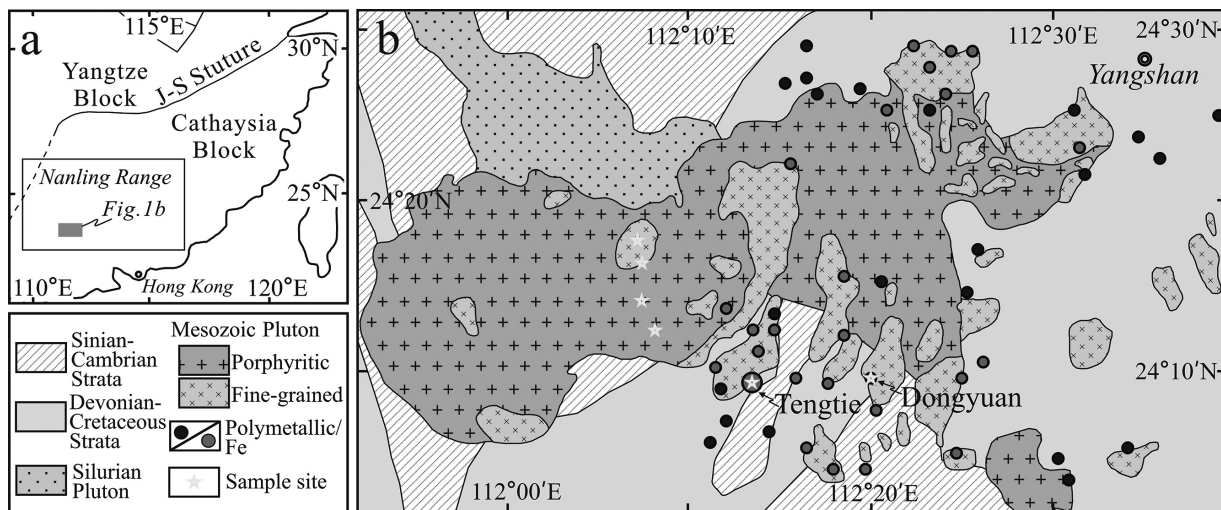 a
115°E
30°N
Yangtze
Block
J-S Stuture
Cathaysia
Block
Nanling Range
Fig.1b
25°N
110°E
Hong Kong
120°E
Sinian-
Cambrian
Strata
Devonian-
Cretaceous
Strata
Silurian
Pluton
Mesozoic Pluton
Porphyritic
Fine-grained
Polymetallic/
Fe
Sample site
b
112°10′E
112°30′E
24°30′N
Yangshan
24°20′N
24°10′N
Tengtie
Dongyuan
112°00′E
112°20′E